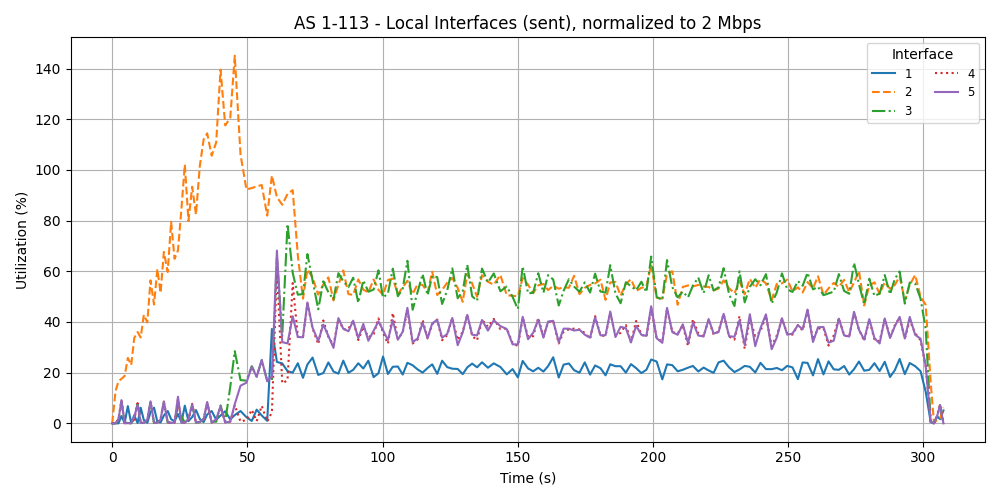 AS 1-113 - Local Interfaces (sent), normalized to 2 Mbps
Interface
1
2
3
4
5
Utilization (%)
140
120
100
80
60
40
20
0
0 50 100 150 200 250 300
Time (s)